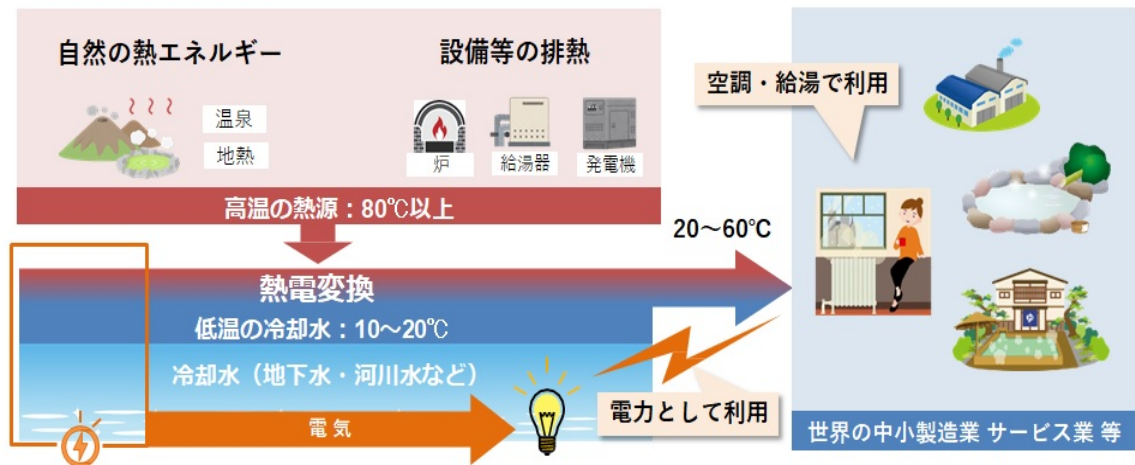 自然の熱エネルギー
設備等の排熱
温泉
地熱
炉
給湯器
発電機
高温の熱源：80℃以上
空調・給湯で利用
20～60℃
熱電変換
低温の冷却水：10～20℃
冷却水（地下水・河川水など）
電気
電力として利用
世界の中小製造業 サービス業 等